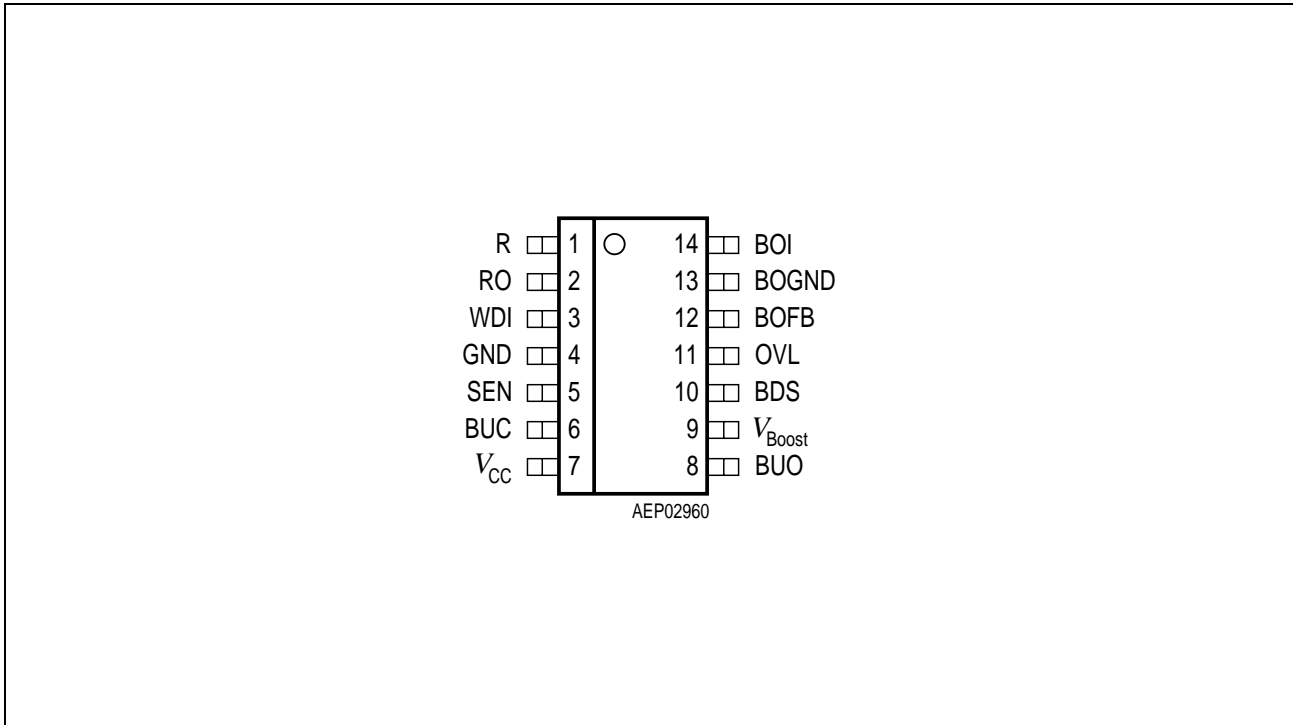 R 1 14 BOI
RO 2 13 BOGND
WDI 3 12 BOFB
GND 4 11 OVL
SEN 5 10 BDS
BUC 6 9 VBoost
VCC 7 8 BUO
AEP02960